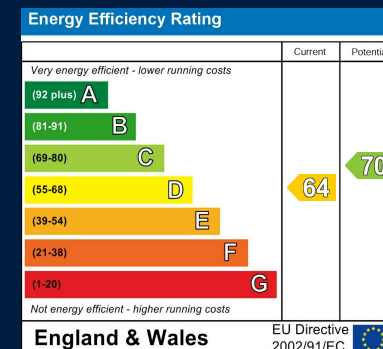 Energy Efficiency Rating
Current Potentia
Very energy efficient - lower running costs
(92 plus) A
(81-91) B
(69-80) C
(55-68) D
(39-54) E
(21-38) F
(1-20) G
64
70
Not energy efficient - higher running costs
England & Wales
EU Directive
2002/91/EC